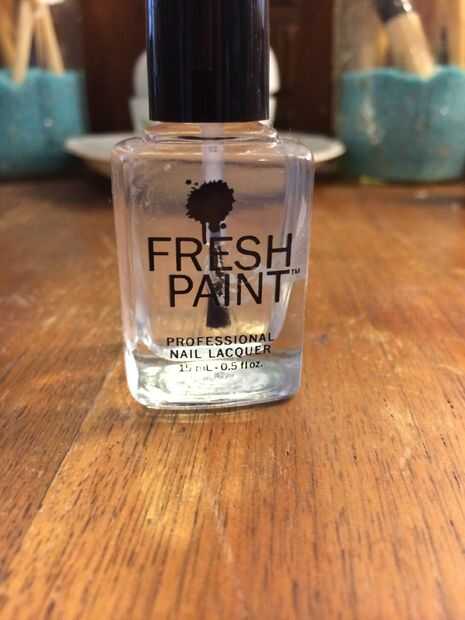 FRESH
PAINT™
PROFESSIONAL
NAIL LACQUER
15 mL - 0.5 fl oz.